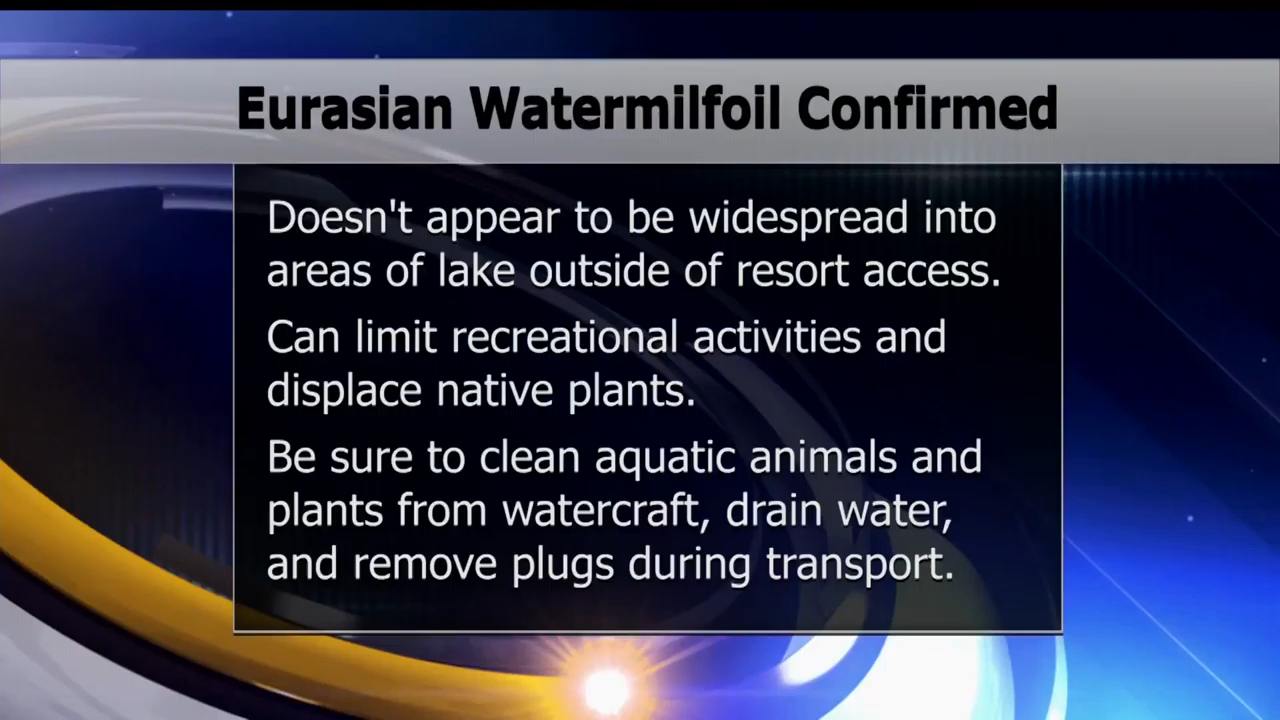 Eurasian Watermilfoil Confirmed
Doesn't appear to be widespread into
areas of lake outside of resort access.
Can limit recreational activities and
displace native plants.
Be sure to clean aquatic animals and
plants from watercraft, drain water,
and remove plugs during transport.